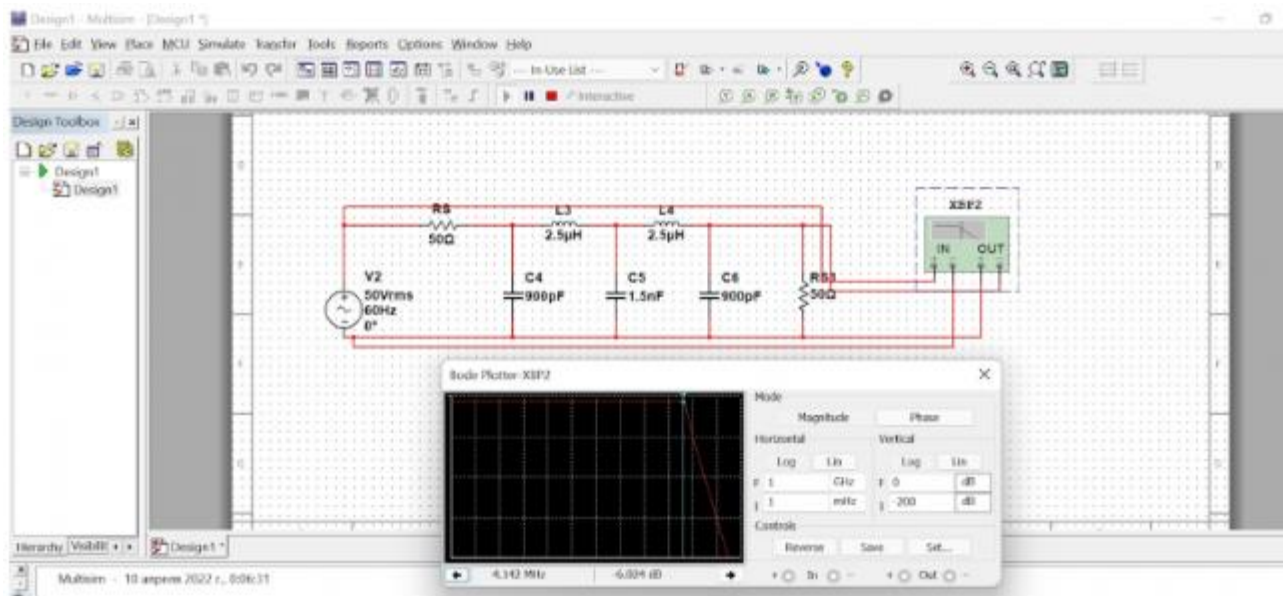 Design1 - Multisim - [Design1 *]
File Edit View Place MCU Simulate Transfer Tools Reports Options Window Help
--- In-Use List ---
Interactive
Design Toolbox
Design1
Design1
XBP2
IN OUT
RS
50Ω
L3
2.5μH
L4
2.5μH
V2
50Vrms
60Hz
0°
C4
900pF
C5
1.5nF
C6
900pF
50Ω
Bode Plotter-XBP2
Mode
Magnitude Phase
Horizontal Vertical
Log Lin Log Lin
F 1 GHz F 0 dB
I 1 mHz I -200 dB
Controls
Reverse Save Set...
4.142 MHz -6.024 dB
+ In - + Out -
Hierarchy Visibilit
Design1 *
Multisim - 10 апреля 2022 г., 0:06:31